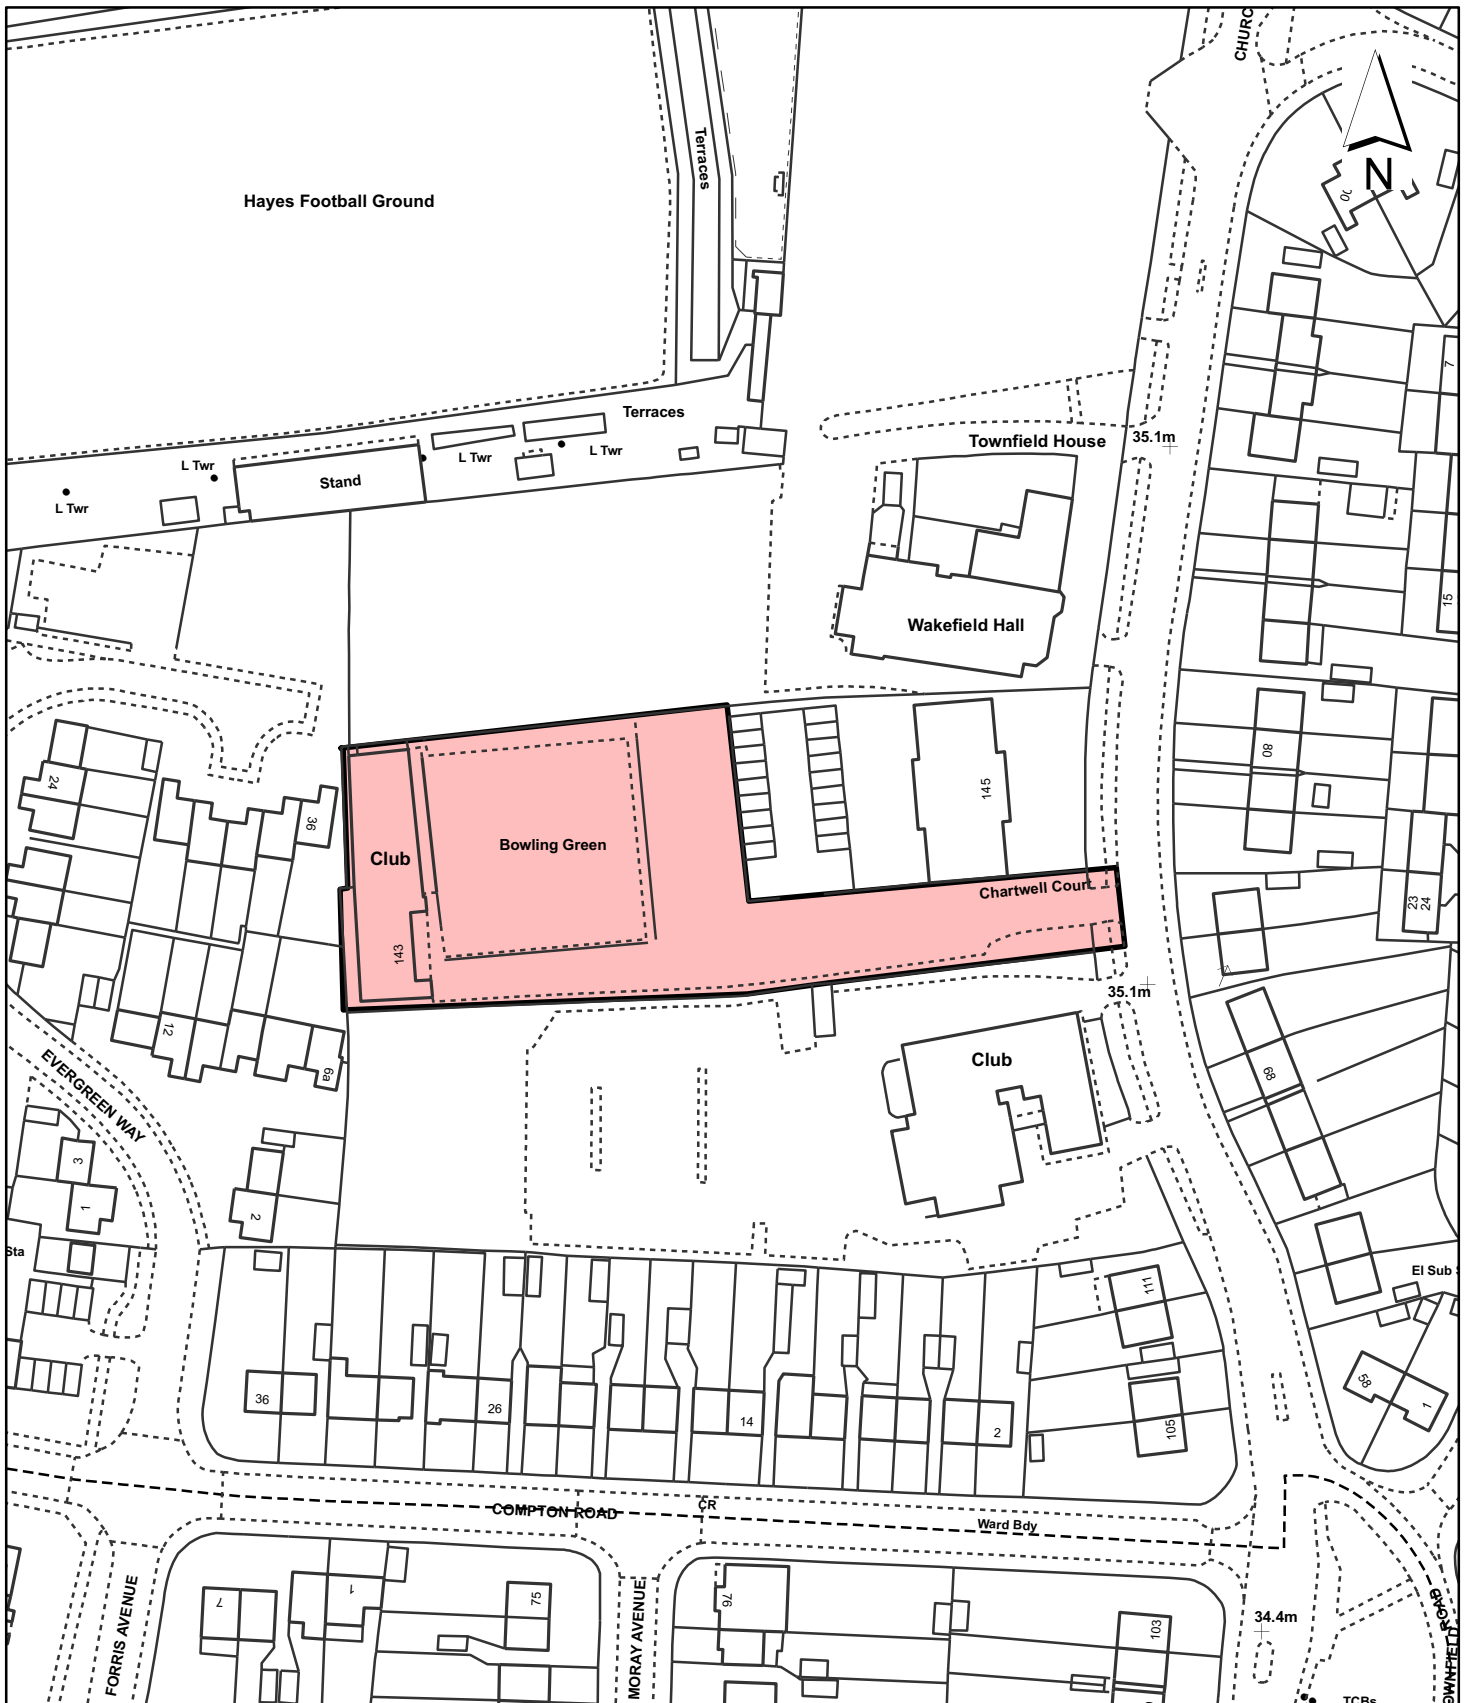 CHURC
N
Terraces
Hayes Football Ground
7
Terraces
Townfield House
35.1m
L Twr
L Twr
L Twr
Stand
L Twr
15
Wakefield Hall
80
24
145
36
Bowling Green
Club
Chartwell Court
23
24
143
35.1m
12
EVERGREEN WAY
Club
68
6a
3
1
2
Sta
El Sub
111
58
36
26
14
2
105
1
COMPTON ROAD
CR
Ward Bdy
FORRIS AVENUE
7
1
75
MORAY AVENUE
76
103
34.4m
ROAD
OWNFIELD
TCBs